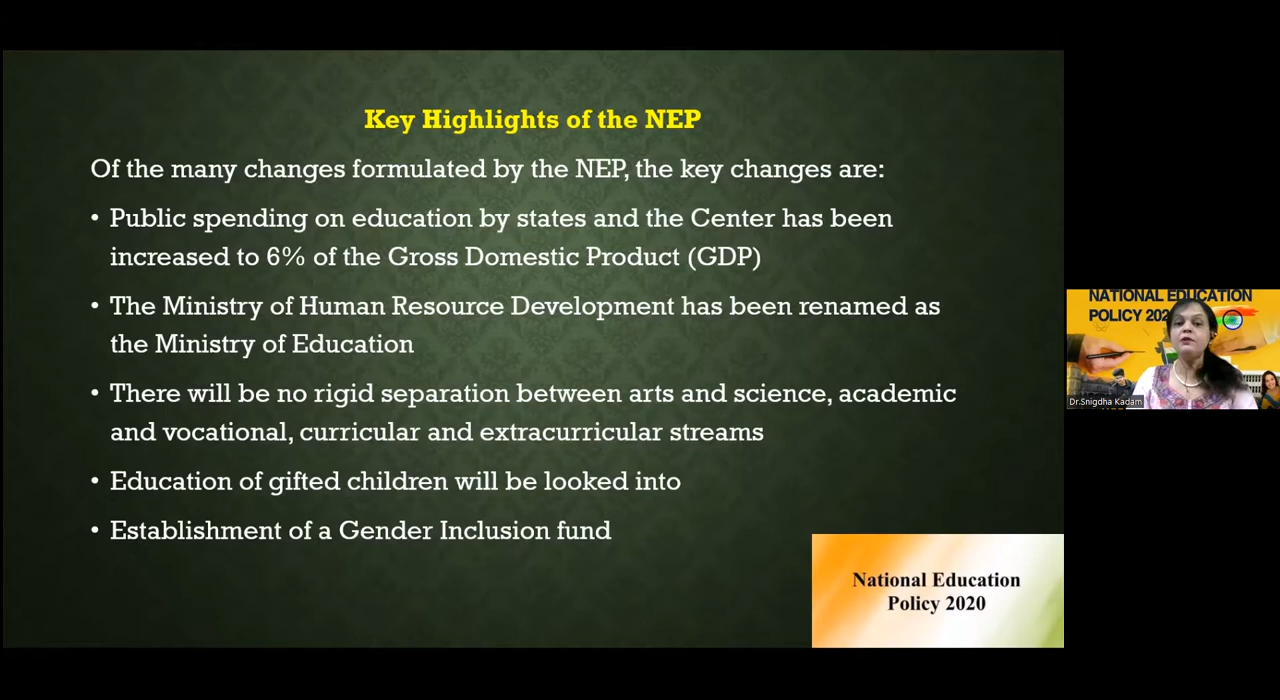 Key Highlights of the NEP
Of the many changes formulated by the NEP, the key changes are:
• Public spending on education by states and the Center has been
increased to 6% of the Gross Domestic Product (GDP)
• The Ministry of Human Resource Development has been renamed as
the Ministry of Education
• There will be no rigid separation between arts and science, academic
and vocational, curricular and extracurricular streams
• Education of gifted children will be looked into
• Establishment of a Gender Inclusion fund
National Education
Policy 2020
NATIONAL EDUCATION
POLICY 202
Dr.Snigdha Kadam